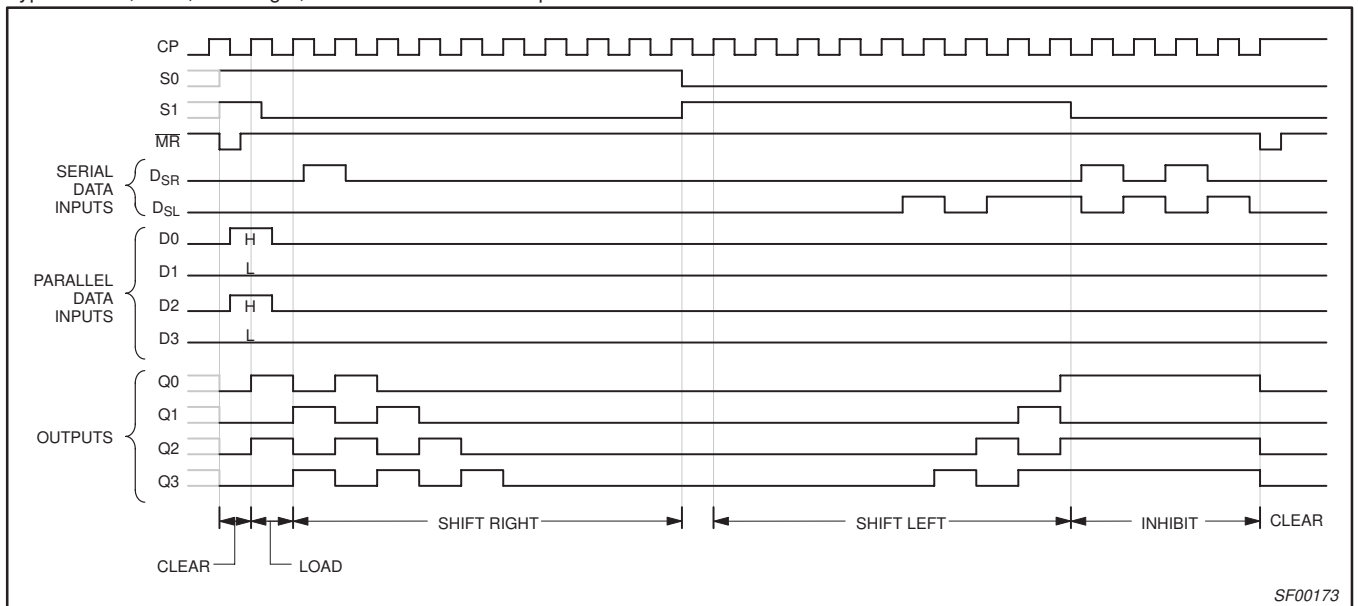 CP
S0
S1
MR
SERIAL
DATA
INPUTS
DSR
DSL
PARALLEL
DATA
INPUTS
D0
H
D1
L
D2
H
D3
L
OUTPUTS
Q0
Q1
Q2
Q3
SHIFT RIGHT
SHIFT LEFT
INHIBIT
CLEAR
CLEAR
LOAD
SF00173